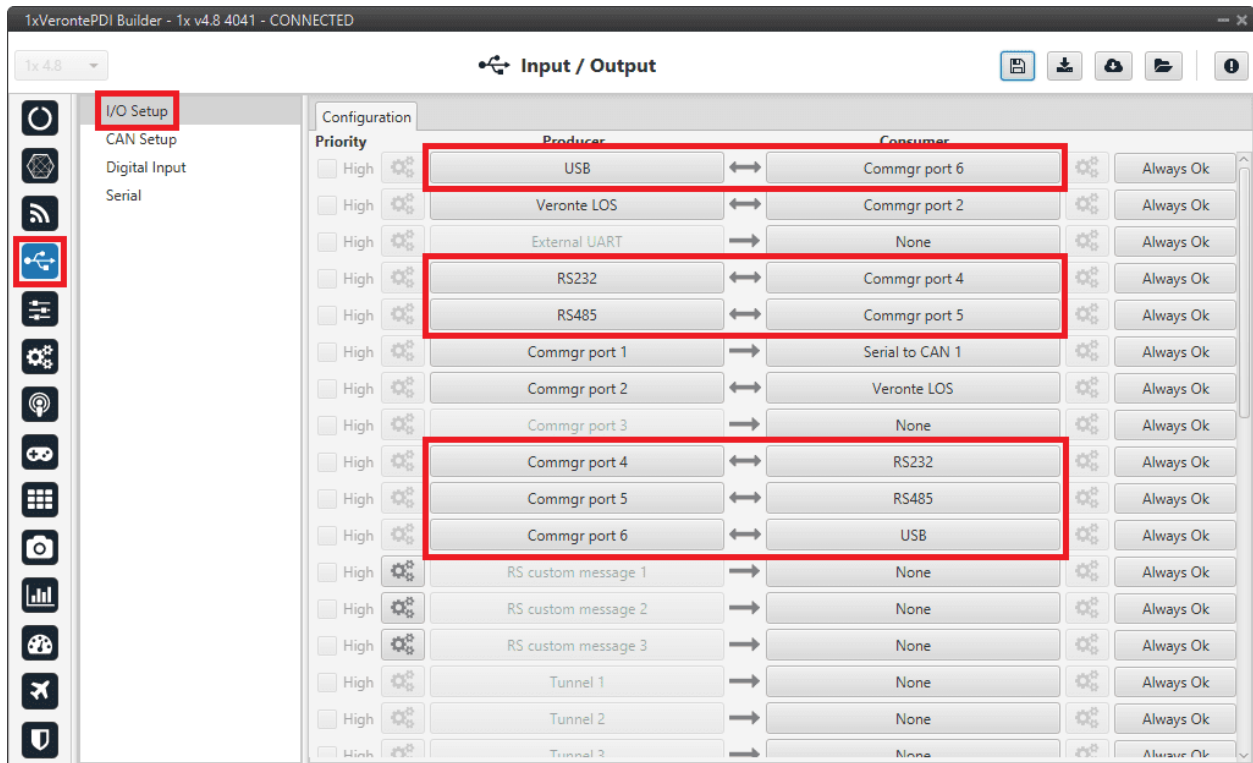 1xVerontePDI Builder - 1x v4.8 4041 - CONNECTED
1x 4.8
Input / Output
I/O Setup
CAN Setup
Digital Input
Serial
Configuration
Priority Producer Consumer
High USB Commgr port 6 Always Ok
High Veronte LOS Commgr port 2 Always Ok
High External UART None Always Ok
High RS232 Commgr port 4 Always Ok
High RS485 Commgr port 5 Always Ok
High Commgr port 1 Serial to CAN 1 Always Ok
High Commgr port 2 Veronte LOS Always Ok
High Commgr port 3 None Always Ok
High Commgr port 4 RS232 Always Ok
High Commgr port 5 RS485 Always Ok
High Commgr port 6 USB Always Ok
High RS custom message 1 None Always Ok
High RS custom message 2 None Always Ok
High RS custom message 3 None Always Ok
High Tunnel 1 None Always Ok
High Tunnel 2 None Always Ok
High Tunnel 3 None Always Ok